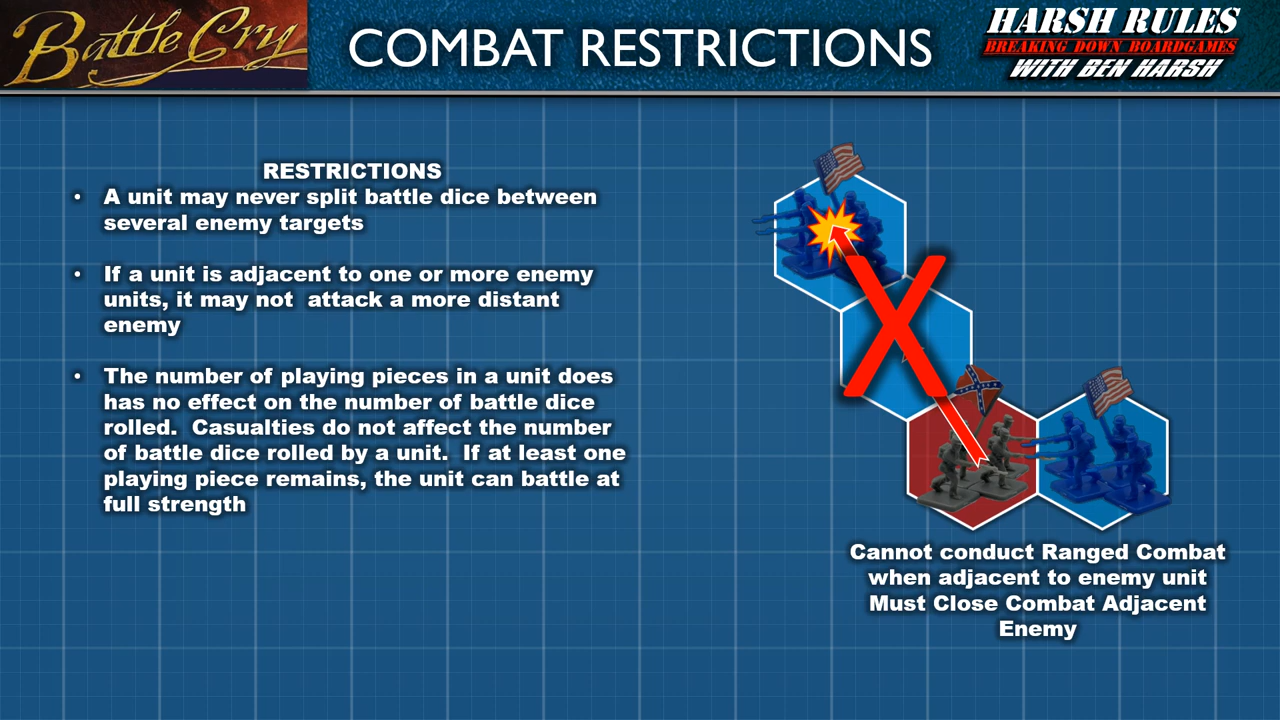 Battle Cry
COMBAT RESTRICTIONS
HARSH RULES
BREAKING DOWN BOARDGAMES
WITH BEN HARSH
RESTRICTIONS
• A unit may never split battle dice between
several enemy targets
• If a unit is adjacent to one or more enemy
units, it may not  attack a more distant
enemy
• The number of playing pieces in a unit does
has no effect on the number of battle dice
rolled.  Casualties do not affect the number
of battle dice rolled by a unit.  If at least one
playing piece remains, the unit can battle at
full strength
Cannot conduct Ranged Combat
when adjacent to enemy unit
Must Close Combat Adjacent
Enemy